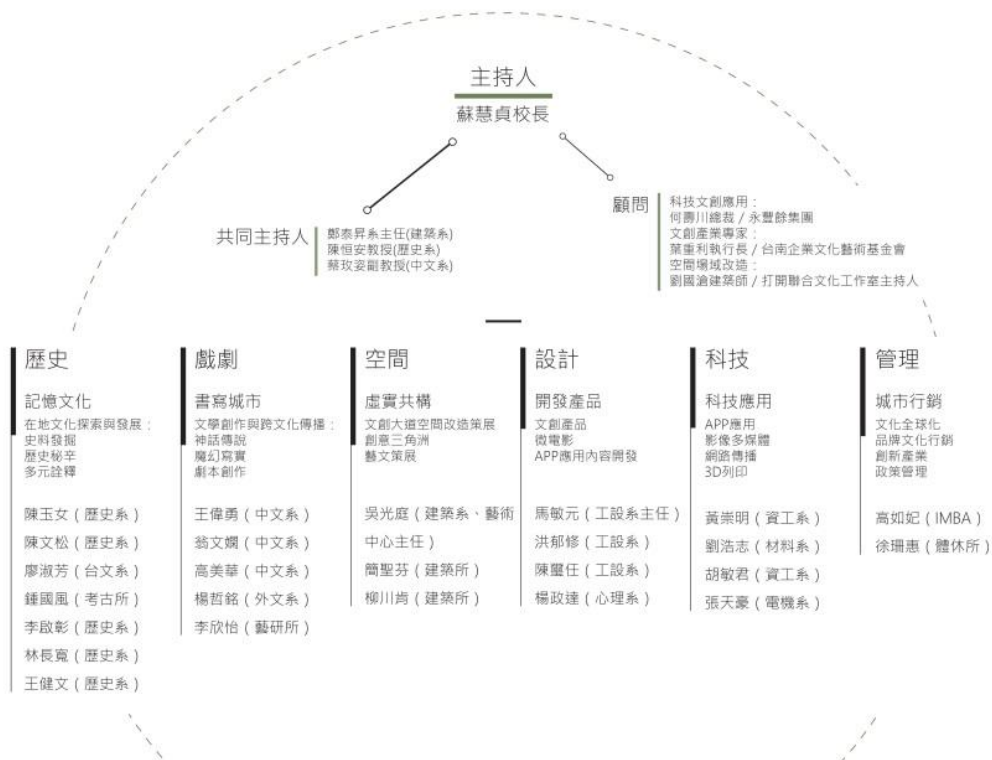 主持人
蘇慧貞校長
共同主持人
鄭泰昇系主任(建築系)
陳恒安教授(歷史系)
蔡玫姿副教授(中文系)
顧問
科技文創應用：
何壽川總裁 / 永豐餘集團
文創產業專家：
葉重利執行長 / 台南企業文化藝術基金會
空間場域改造：
劉國滄建築師 / 打開聯合文化工作室主持人
歷史
記憶文化
在地文化探索與發展：
史料發掘
歷史秘辛
多元詮釋
陳玉女 ( 歷史系 )
陳文松 ( 歷史系 )
廖淑芳 ( 台文系 )
鍾國風 ( 考古所 )
李啟彰 ( 歷史系 )
林長寬 ( 歷史系 )
王健文 ( 歷史系 )
戲劇
書寫城市
文學創作與跨文化傳播：
神話傳說
魔幻寫實
劇本創作
王偉勇 ( 中文系 )
翁文嫻 ( 中文系 )
高美華 ( 中文系 )
楊哲銘 ( 外文系 )
李欣怡 ( 藝研所 )
空間
虛實共構
文創大道空間改造策展
創意三角洲
藝文策展
吳光庭 ( 建築系、藝術
中心主任 )
簡聖芬 ( 建築所 )
柳川肯 ( 建築所 )
設計
開發產品
文創產品
微電影
APP應用內容開發
馬敏元 ( 工設系主任 )
洪郁修 ( 工設系 )
陳璽任 ( 工設系 )
楊政達 ( 心理系 )
科技
科技應用
APP應用
影像多媒體
網路傳播
3D列印
黃崇明 ( 資工系 )
劉浩志 ( 材料系 )
胡敏君 ( 資工系 )
張天豪 ( 電機系 )
管理
城市行銷
文化全球化
品牌文化行銷
創新產業
政策管理
高如妃 ( IMBA )
徐珊惠 ( 體休所 )